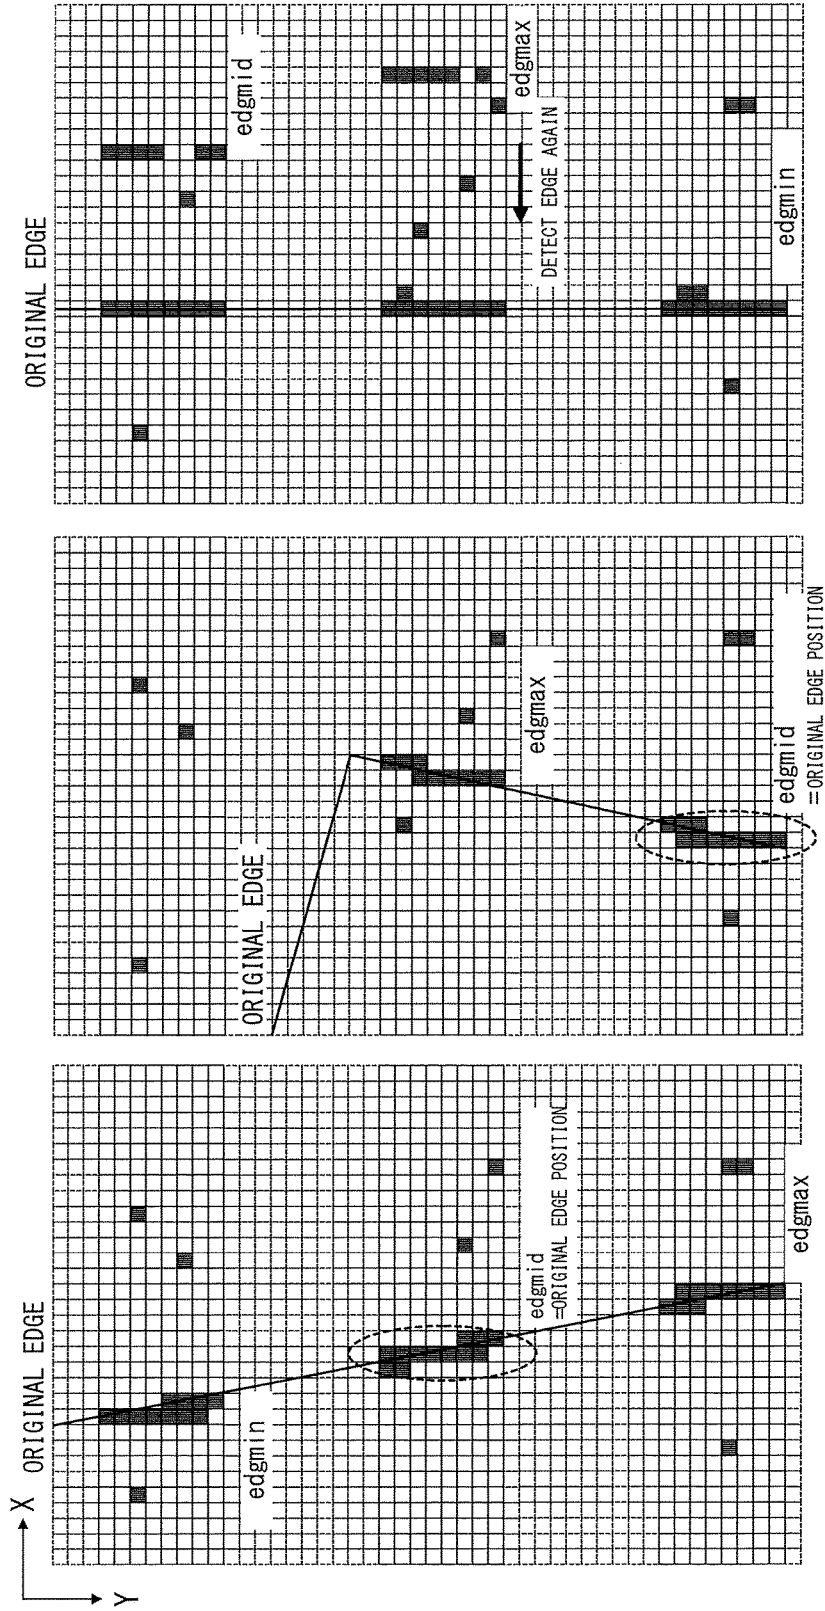 ORIGINAL EDGE
edgmid
edgmax
DETECT EDGE AGAIN
edgmin
ORIGINAL EDGE
edgmax
edgmid
=ORIGINAL EDGE POSITION
X
Y
ORIGINAL EDGE
edgmin
edgmid
=ORIGINAL EDGE POSITION
edgmax